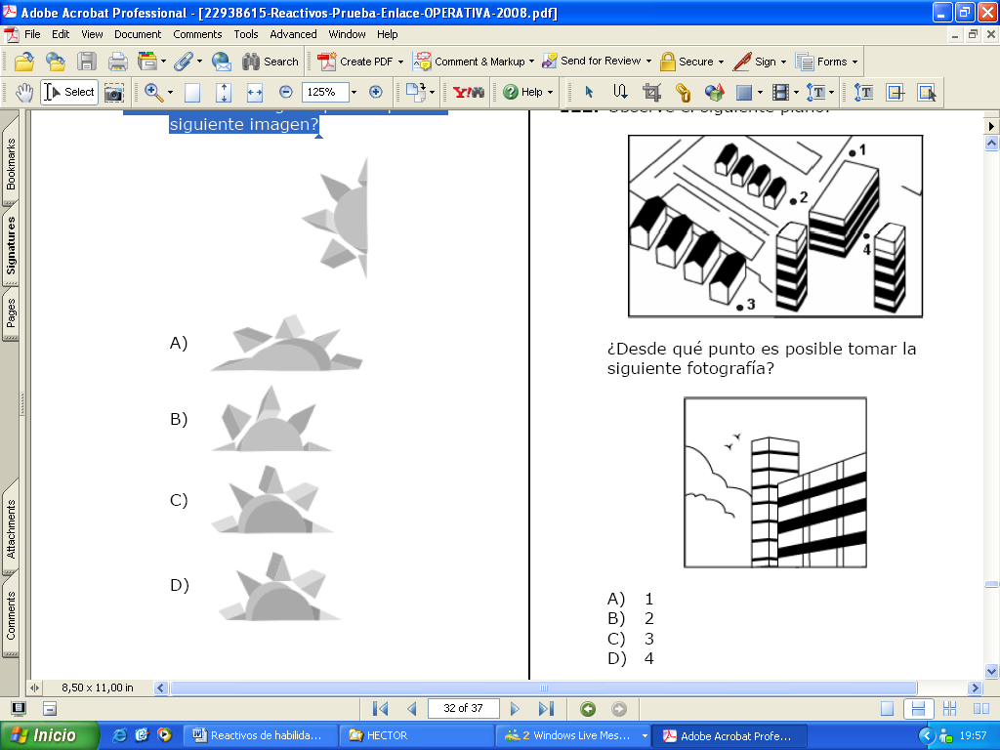 Adobe Acrobat Professional - [22938615-Reactivos-Prueba-Enlace-OPERATIVA-2008.pdf]
File Edit View Document Comments Tools Advanced Window Help
Search Create PDF Comment & Markup Send for Review Secure Sign Forms
Select 125% Y! Help
Bookmarks
Signatures
Pages
Attachments
Comments
siguiente imagen?
A)
B)
C)
D)
Observe el siguiente plano:
1
2
4
3
¿Desde qué punto es posible tomar la
siguiente fotografía?
A) 1
B) 2
C) 3
D) 4
8,50 x 11,00 in
32 of 37
Inicio Reactivos de habilida... HECTOR 2 Windows Live Mes... Adobe Acrobat Profe... 19:57